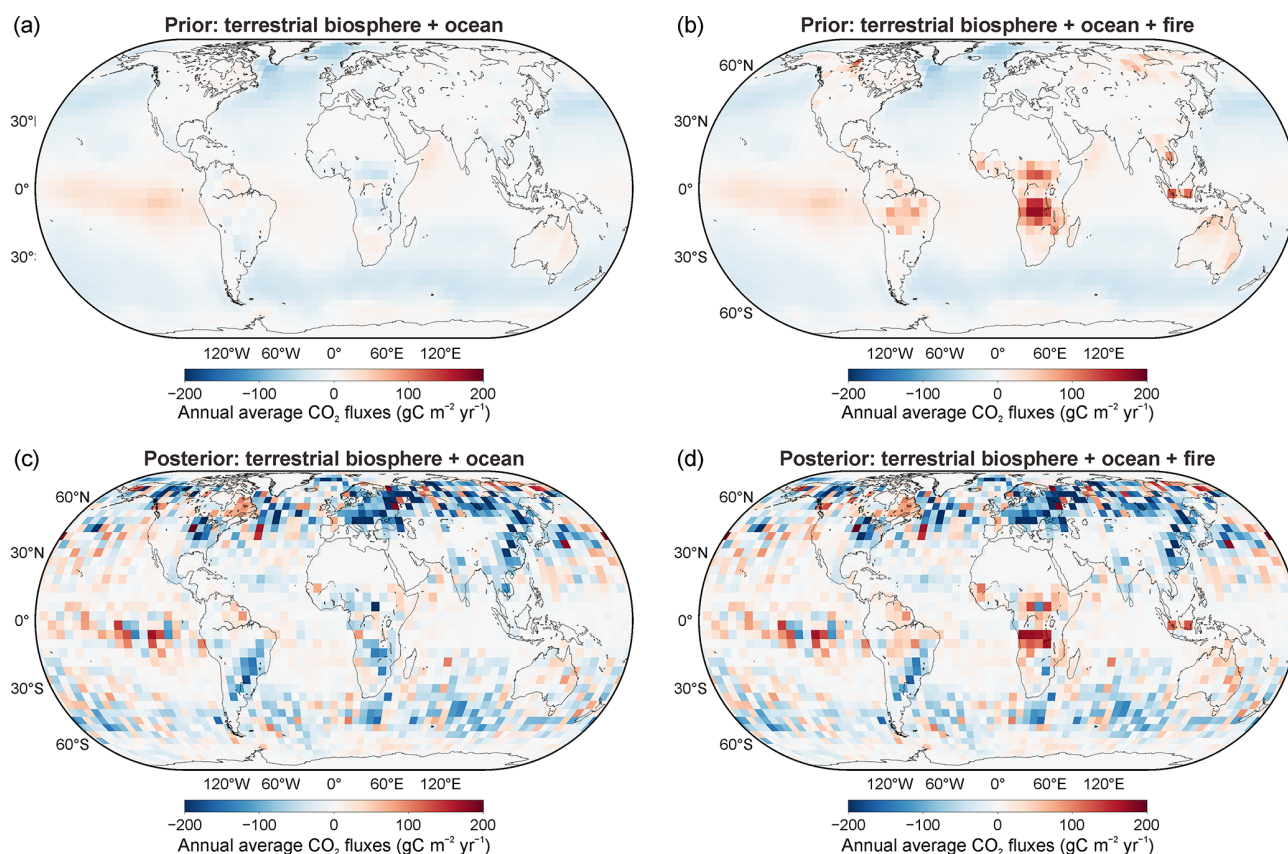 (a) Prior: terrestrial biosphere + ocean
30°
0°
30°S
120°W 60°W 0° 60°E 120°E
−200 −100 0 100 200
Annual average CO₂ fluxes (gC m⁻² yr⁻¹)
(b) Prior: terrestrial biosphere + ocean + fire
60°N
30°N
0°
30°S
60°S
120°W 60°W 0° 60°E 120°E
−200 −100 0 100 200
Annual average CO₂ fluxes (gC m⁻² yr⁻¹)
(c) Posterior: terrestrial biosphere + ocean
60°N
30°N
0°
30°S
60°S
120°W 60°W 0° 60°E 120°E
−200 −100 0 100 200
Annual average CO₂ fluxes (gC m⁻² yr⁻¹)
(d) Posterior: terrestrial biosphere + ocean + fire
60°N
30°N
0°
30°S
60°S
120°W 60°W 0° 60°E 120°E
−200 −100 0 100 200
Annual average CO₂ fluxes (gC m⁻² yr⁻¹)